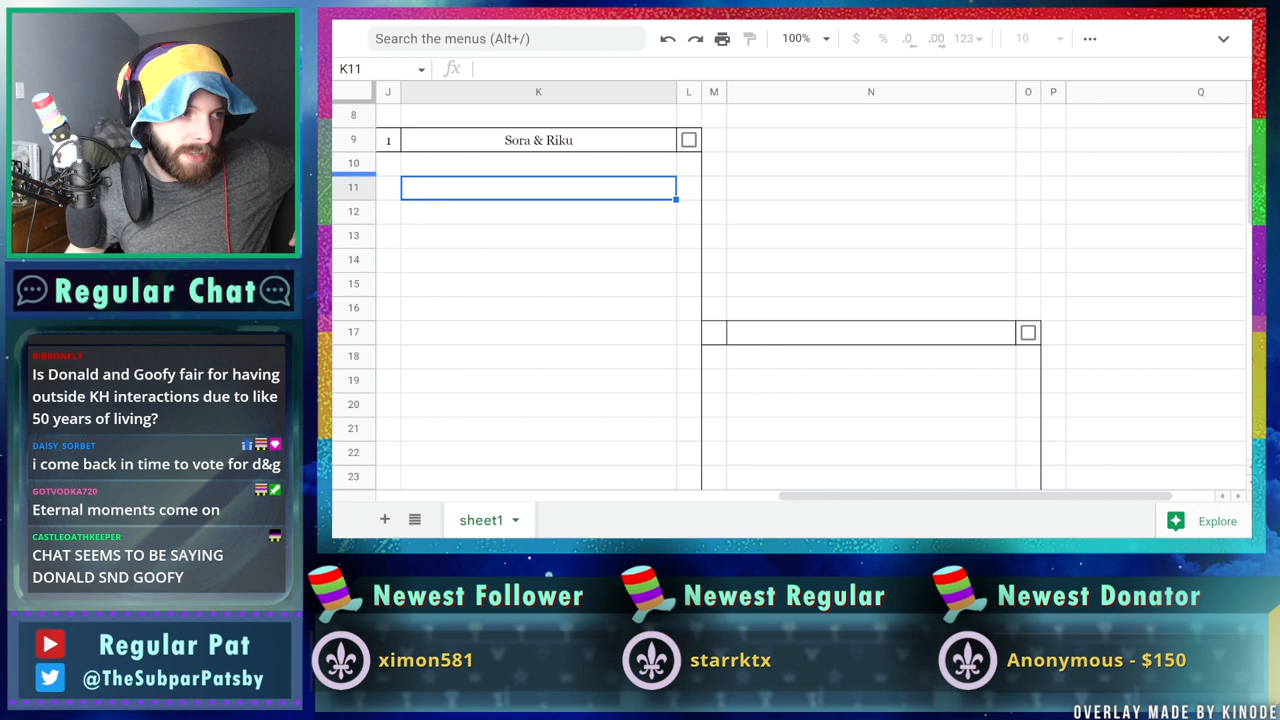 Search the menus (Alt+/)
100%
$ % .0 .00 123 10
K11
fx
J K L M N O P Q
8
9 1 Sora & Riku
10
11
12
13
14
15
16
17
18
19
20
21
22
23
sheet1
Explore
Regular Chat
RIBBONFLY
Is Donald and Goofy fair for having
outside KH interactions due to like
50 years of living?
DAISY_SORBET
i come back in time to vote for d&g
GOTVODKA720
Eternal moments come on
CASTLEOATHKEEPER
CHAT SEEMS TO BE SAYING
DONALD SND GOOFY
Regular Pat
@TheSubparPatsby
Newest Follower
ximon581
Newest Regular
starrktx
Newest Donator
Anonymous - $150
OVERLAY MADE BY KINODE